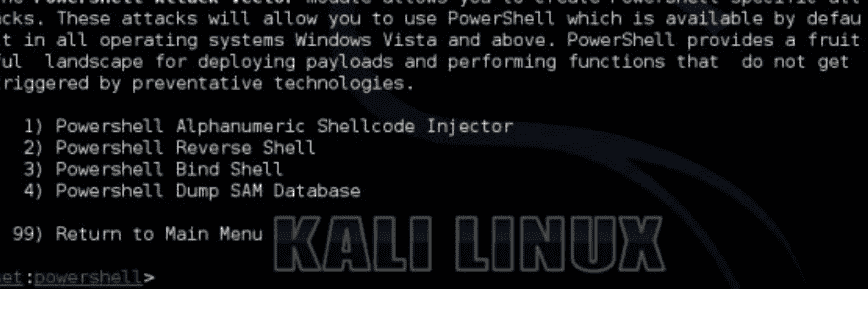 Powershell Attack Vector module allows you to create PowerShell specific
cks. These attacks will allow you to use PowerShell which is available by defau
t in all operating systems Windows Vista and above. PowerShell provides a fruit
ul landscape for deploying payloads and performing functions that do not get
riggered by preventative technologies.
1) Powershell Alphanumeric Shellcode Injector
2) Powershell Reverse Shell
3) Powershell Bind Shell
4) Powershell Dump SAM Database
99) Return to Main Menu
KALI LINUX
et:powershell>